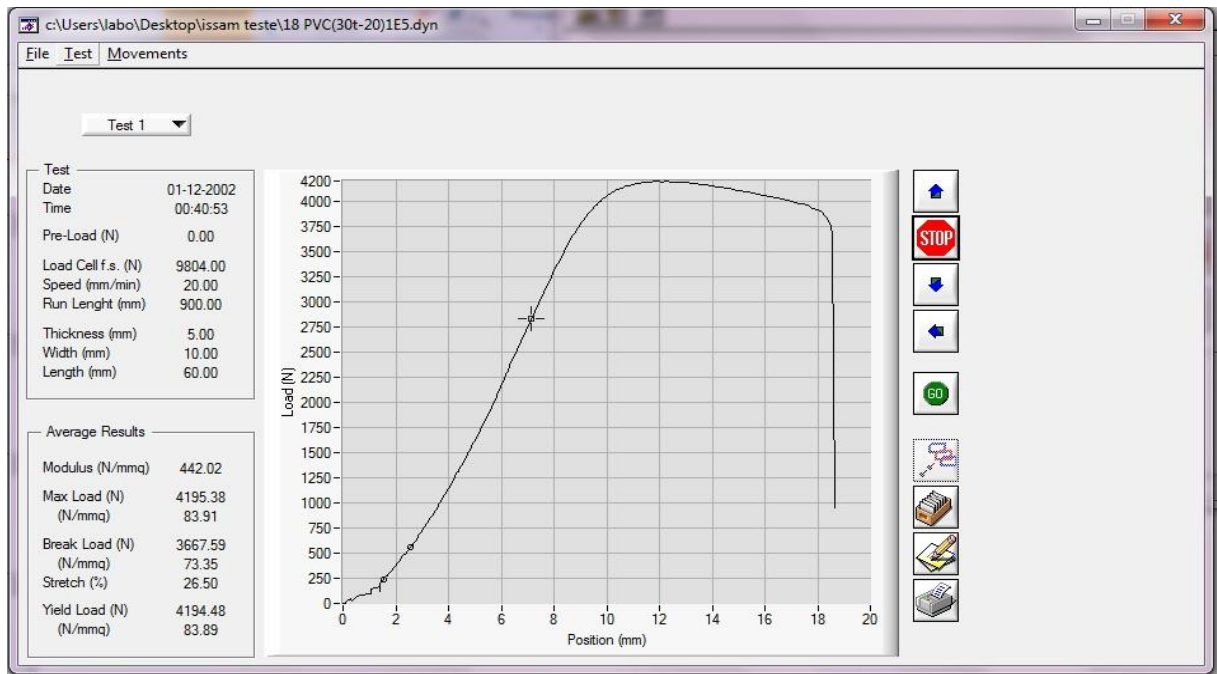 c:\Users\labo\Desktop\issam teste\18 PVC(30t-20)1E5.dyn
File Test Movements
Test 1
Test
Date 01-12-2002
Time 00:40:53
Pre-Load (N) 0.00
Load Cell f.s. (N) 9804.00
Speed (mm/min) 20.00
Run Lenght (mm) 900.00
Thickness (mm) 5.00
Width (mm) 10.00
Length (mm) 60.00
Average Results
Modulus (N/mmq) 442.02
Max Load (N) 4195.38
(N/mmq) 83.91
Break Load (N) 3667.59
(N/mmq) 73.35
Stretch (%) 26.50
Yield Load (N) 4194.48
(N/mmq) 83.89
Load (N)
4200
4000
3750
3500
3250
3000
2750
2500
2250
2000
1750
1500
1250
1000
750
500
250
0
0 2 4 6 8 10 12 14 16 18 20
Position (mm)
STOP
GO